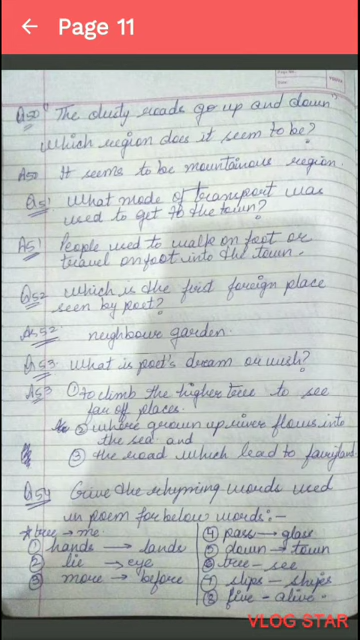 Page 11
Q50 "The dusty roads go up and down"
which region does it seem to be?
A50 It seems to be mountainous region.
Q51 What mode of transport was
used to get to the town?
A51 People used to walk on foot or
travel on foot into the town.
Q52 which is the first foreign place
seen by poet?
Ans52 neighbour garden.
Q53 What is poet's dream or wish?
A53 ① to climb the higher tree to see
far off places.
② where grown up river flows into
the sea and
③ the road which lead to fairyland
Q54 Give the rhyming words used
in poem for below words:-
*tree → me
① hands → lands
② lie → eye
③ more → before
④ pass → glass
⑤ down → town
⑥ tree - see
⑦ slips - ships
⑧ five - alive.
VLOG STAR